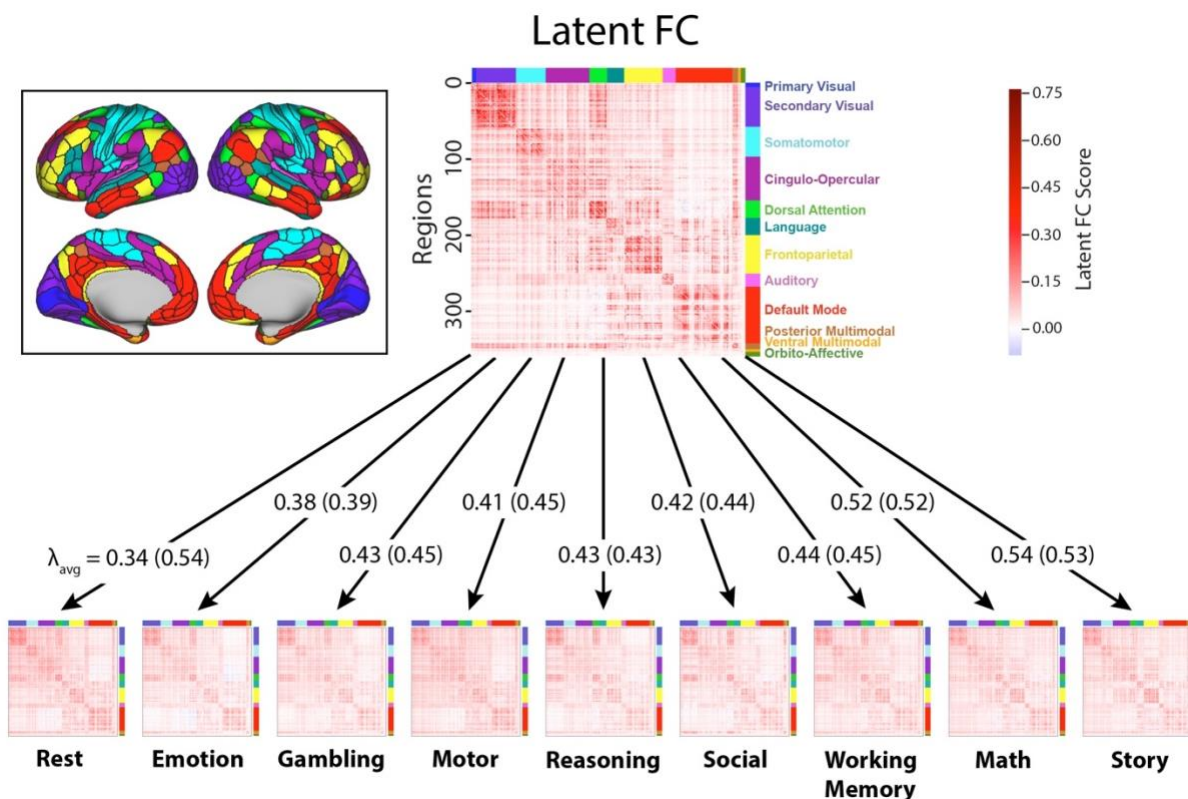 Latent FC
0
100
200
300
Regions
Primary Visual
Secondary Visual
Somatomotor
Cingulo-Opercular
Dorsal Attention
Language
Frontoparietal
Auditory
Default Mode
Posterior Multimodal
Ventral Multimodal
Orbito-Affective
0.75
0.60
0.45
0.30
0.15
0.00
Latent FC Score
0.38 (0.39)
0.41 (0.45)
0.42 (0.44)
0.52 (0.52)
λavg = 0.34 (0.54)
0.43 (0.45)
0.43 (0.43)
0.44 (0.45)
0.54 (0.53)
Rest
Emotion
Gambling
Motor
Reasoning
Social
Working
Memory
Math
Story